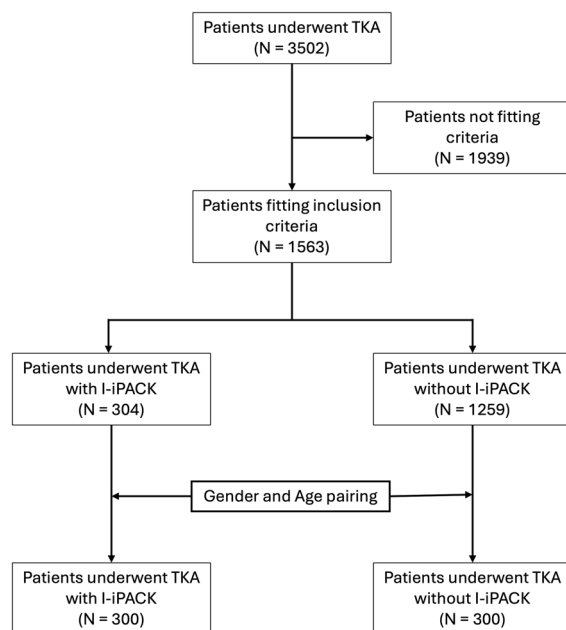 Patients underwent TKA
(N = 3502)
Patients not fitting
criteria
(N = 1939)
Patients fitting inclusion
criteria
(N = 1563)
Patients underwent TKA
with I-iPACK
(N = 304)
Patients underwent TKA
without I-iPACK
(N = 1259)
Gender and Age pairing
Patients underwent TKA
with I-iPACK
(N = 300)
Patients underwent TKA
without I-iPACK
(N = 300)